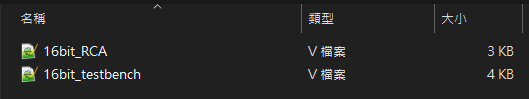 名稱 類型 大小
16bit_RCA V 檔案 3 KB
16bit_testbench V 檔案 4 KB